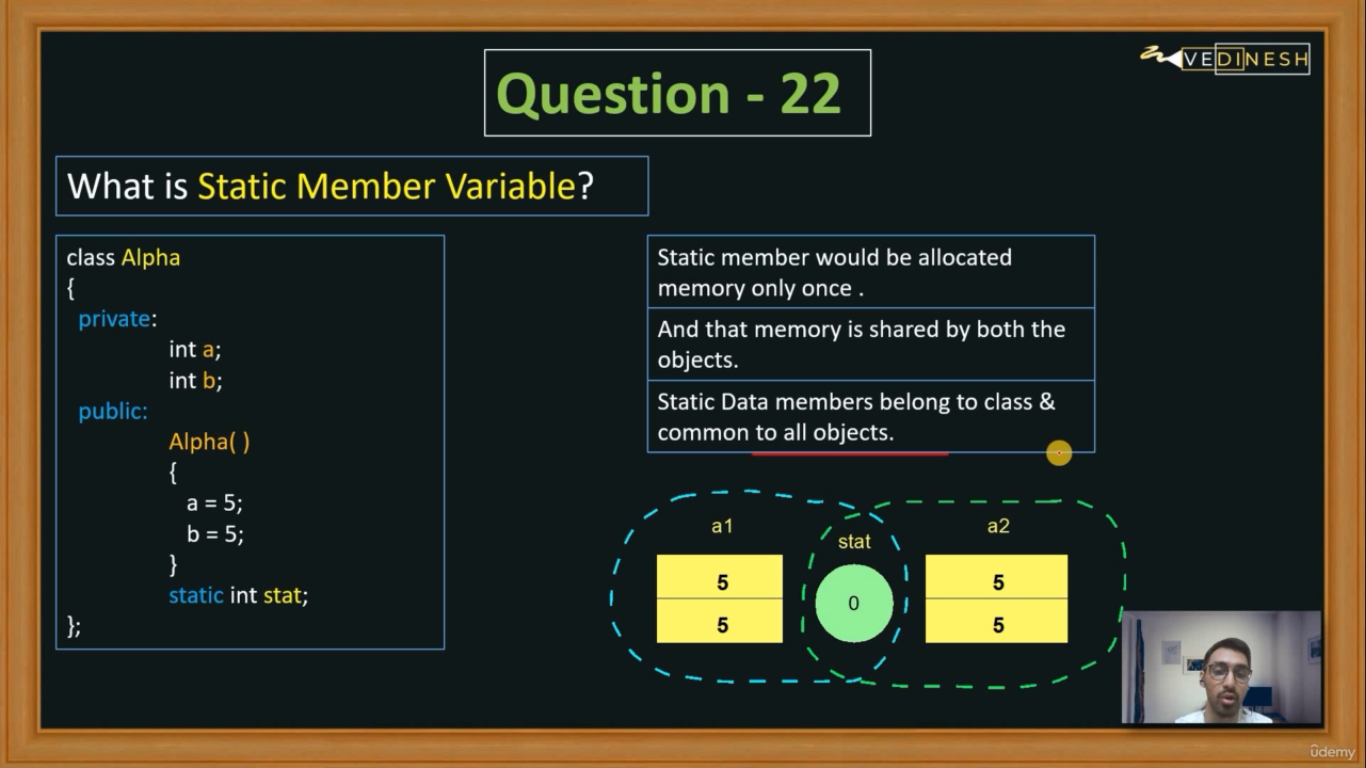 VEDINESH
Question - 22
What is Static Member Variable?
class Alpha
{
private:
int a;
int b;
public:
Alpha( )
{
a = 5;
b = 5;
}
static int stat;
};
Static member would be allocated
memory only once .
And that memory is shared by both the
objects.
Static Data members belong to class &
common to all objects.
a1
5
5
stat
0
a2
5
5
ûdemy